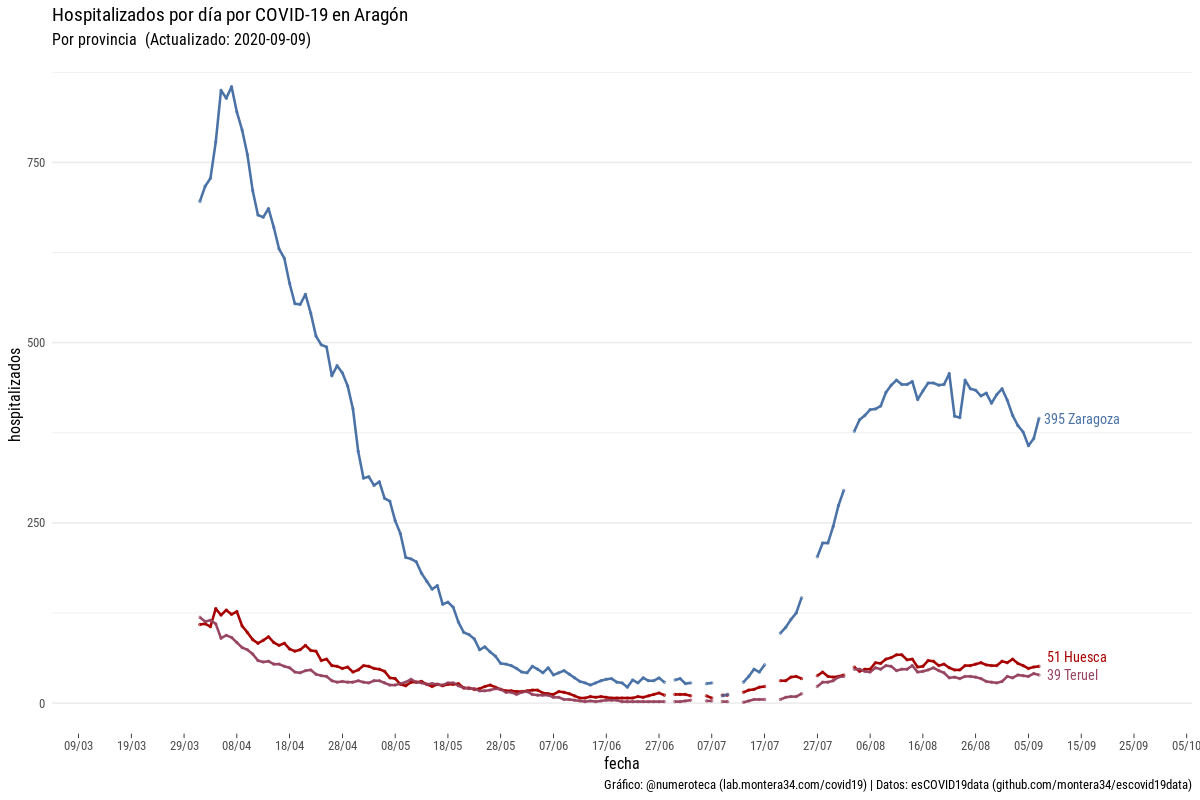 Hospitalizados por día por COVID-19 en Aragón
Por provincia (Actualizado: 2020-09-09)
hospitalizados
750
500
250
0
395 Zaragoza
51 Huesca
39 Teruel
09/03 19/03 29/03 08/04 18/04 28/04 08/05 18/05 28/05 07/06 17/06 27/06 07/07 17/07 27/07 06/08 16/08 26/08 05/09 15/09 25/09 05/10
fecha
Gráfico: @numeroteca (lab.montera34.com/covid19) | Datos: esCOVID19data (github.com/montera34/escovid19data)